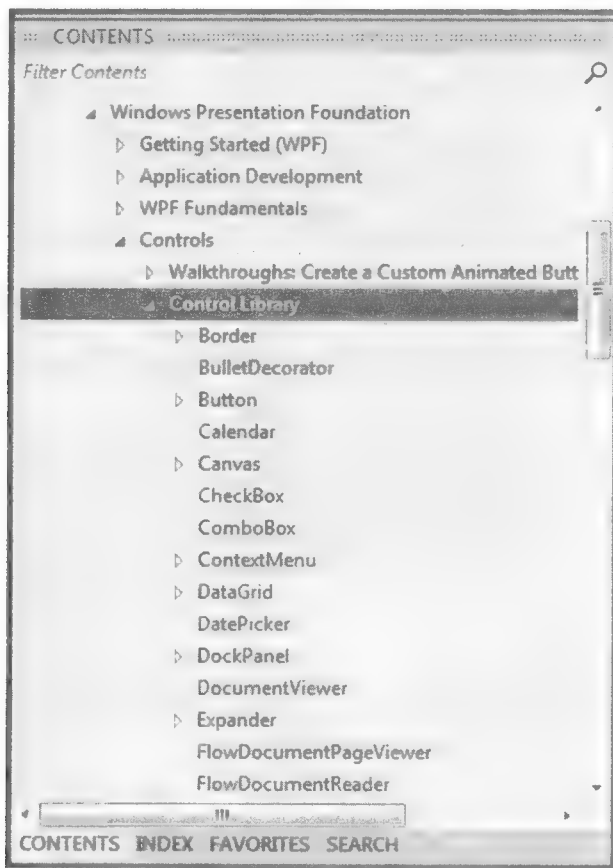 CONTENTS
Filter Contents
Windows Presentation Foundation
Getting Started (WPF)
Application Development
WPF Fundamentals
Controls
Walkthroughs: Create a Custom Animated Butt
Control Library
Border
BulletDecorator
Button
Calendar
Canvas
CheckBox
ComboBox
ContextMenu
DataGrid
DatePicker
DockPanel
DocumentViewer
Expander
FlowDocumentPageViewer
FlowDocumentReader
CONTENTS INDEX FAVORITES SEARCH